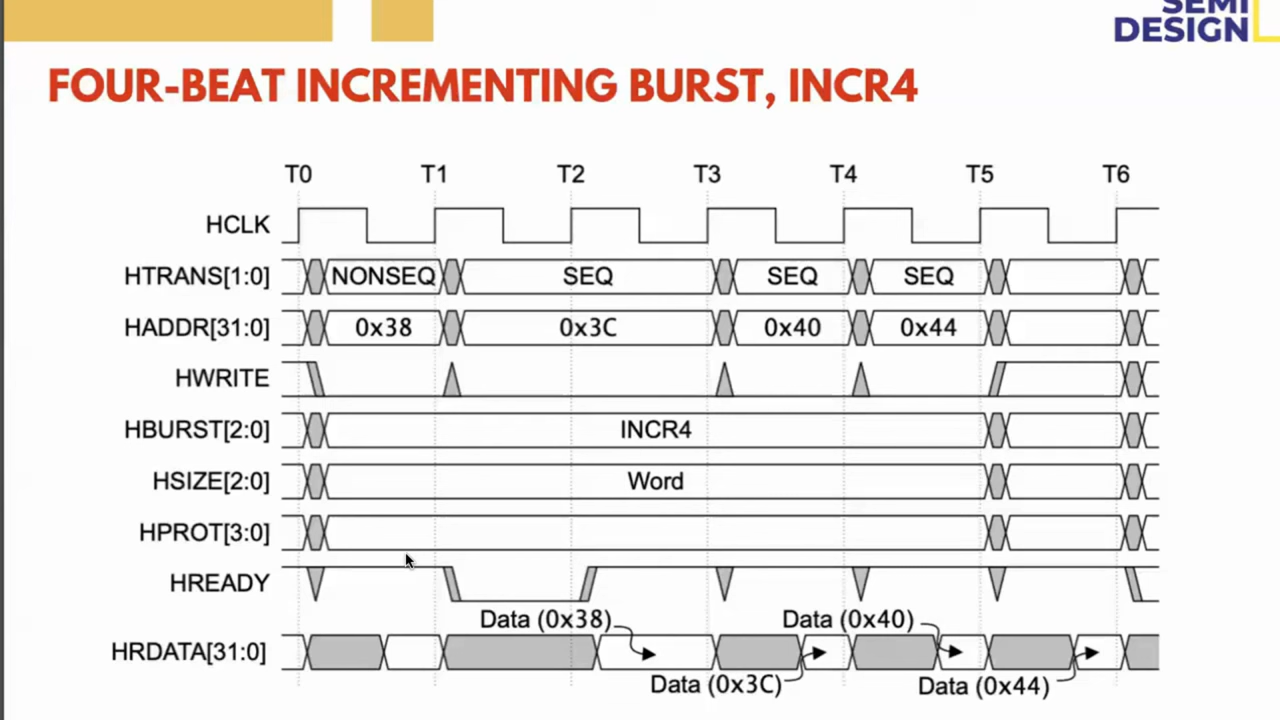 SEMI
DESIGN
FOUR-BEAT INCREMENTING BURST, INCR4
T0 T1 T2 T3 T4 T5 T6
HCLK
HTRANS[1:0] NONSEQ SEQ SEQ SEQ
HADDR[31:0] 0x38 0x3C 0x40 0x44
HWRITE
HBURST[2:0] INCR4
HSIZE[2:0] Word
HPROT[3:0]
HREADY
Data (0x38) Data (0x40)
HRDATA[31:0]
Data (0x3C) Data (0x44)